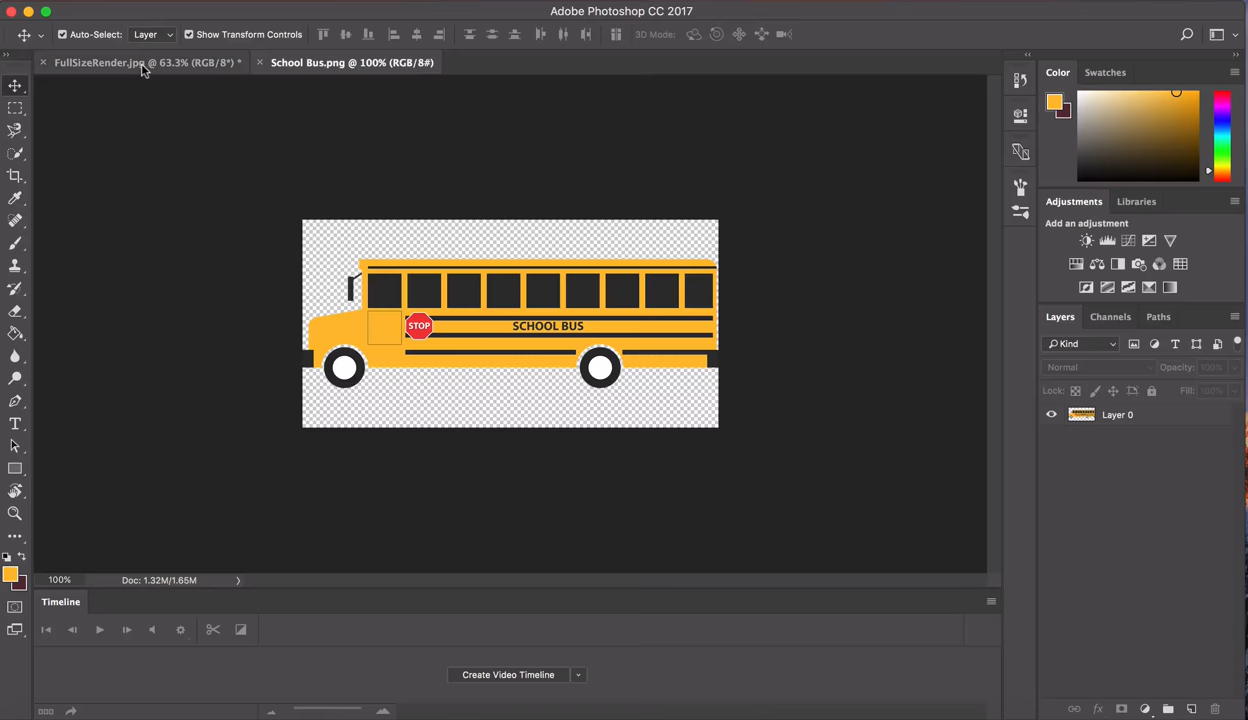 Adobe Photoshop CC 2017
Auto-Select: Layer Show Transform Controls 3D Mode:
FullSizeRender.jpg @ 63.3% (RGB/8*) * School Bus.png @ 100% (RGB/8#)
Color Swatches
Adjustments Libraries
Add an adjustment
STOP SCHOOL BUS
Layers Channels Paths
Kind
Normal Opacity: 100%
Lock: Fill: 100%
Layer 0
100% Doc: 1.32M/1.65M
Timeline
Create Video Timeline